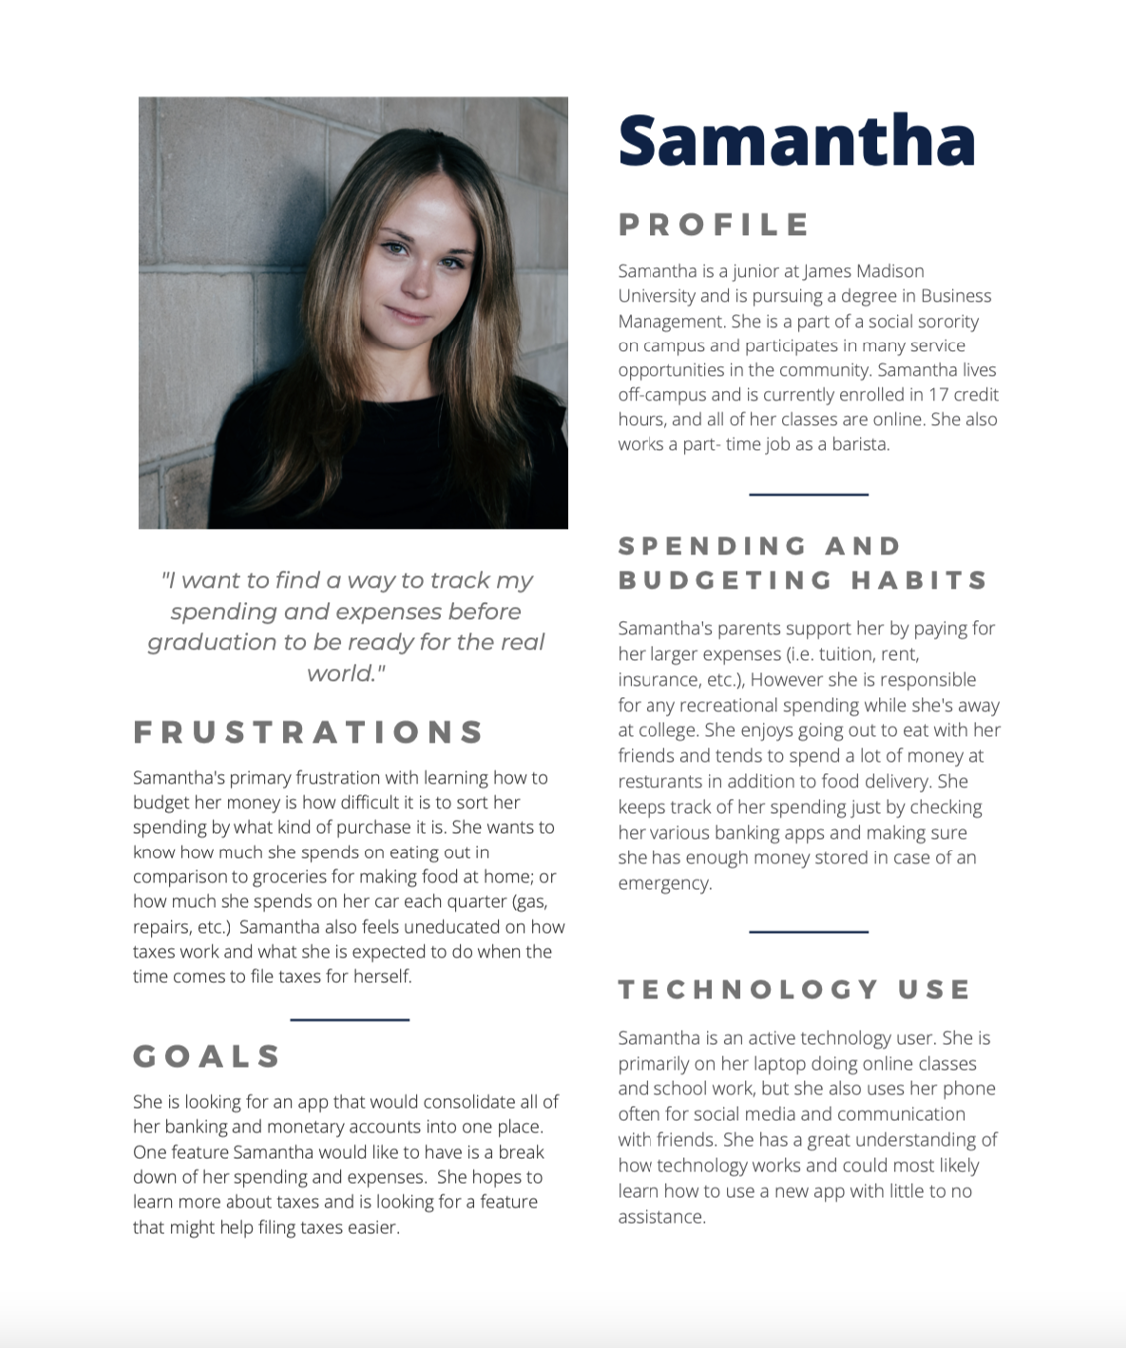 Samantha
PROFILE
Samantha is a junior at James Madison
University and is pursuing a degree in Business
Management. She is a part of a social sorority
on campus and participates in many service
opportunities in the community. Samantha lives
off-campus and is currently enrolled in 17 credit
hours, and all of her classes are online. She also
works a part- time job as a barista.
SPENDING AND
BUDGETING HABITS
Samantha's parents support her by paying for
her larger expenses (i.e. tuition, rent,
insurance, etc.), However she is responsible
for any recreational spending while she's away
at college. She enjoys going out to eat with her
friends and tends to spend a lot of money at
resturants in addition to food delivery. She
keeps track of her spending just by checking
her various banking apps and making sure
she has enough money stored in case of an
emergency.
TECHNOLOGY USE
Samantha is an active technology user. She is
primarily on her laptop doing online classes
and school work, but she also uses her phone
often for social media and communication
with friends. She has a great understanding of
how technology works and could most likely
learn how to use a new app with little to no
assistance.
"I want to find a way to track my
spending and expenses before
graduation to be ready for the real
world."
FRUSTRATIONS
Samantha's primary frustration with learning how to
budget her money is how difficult it is to sort her
spending by what kind of purchase it is. She wants to
know how much she spends on eating out in
comparison to groceries for making food at home; or
how much she spends on her car each quarter (gas,
repairs, etc.)  Samantha also feels uneducated on how
taxes work and what she is expected to do when the
time comes to file taxes for herself.
GOALS
She is looking for an app that would consolidate all of
her banking and monetary accounts into one place.
One feature Samantha would like to have is a break
down of her spending and expenses.  She hopes to
learn more about taxes and is looking for a feature
that might help filing taxes easier.